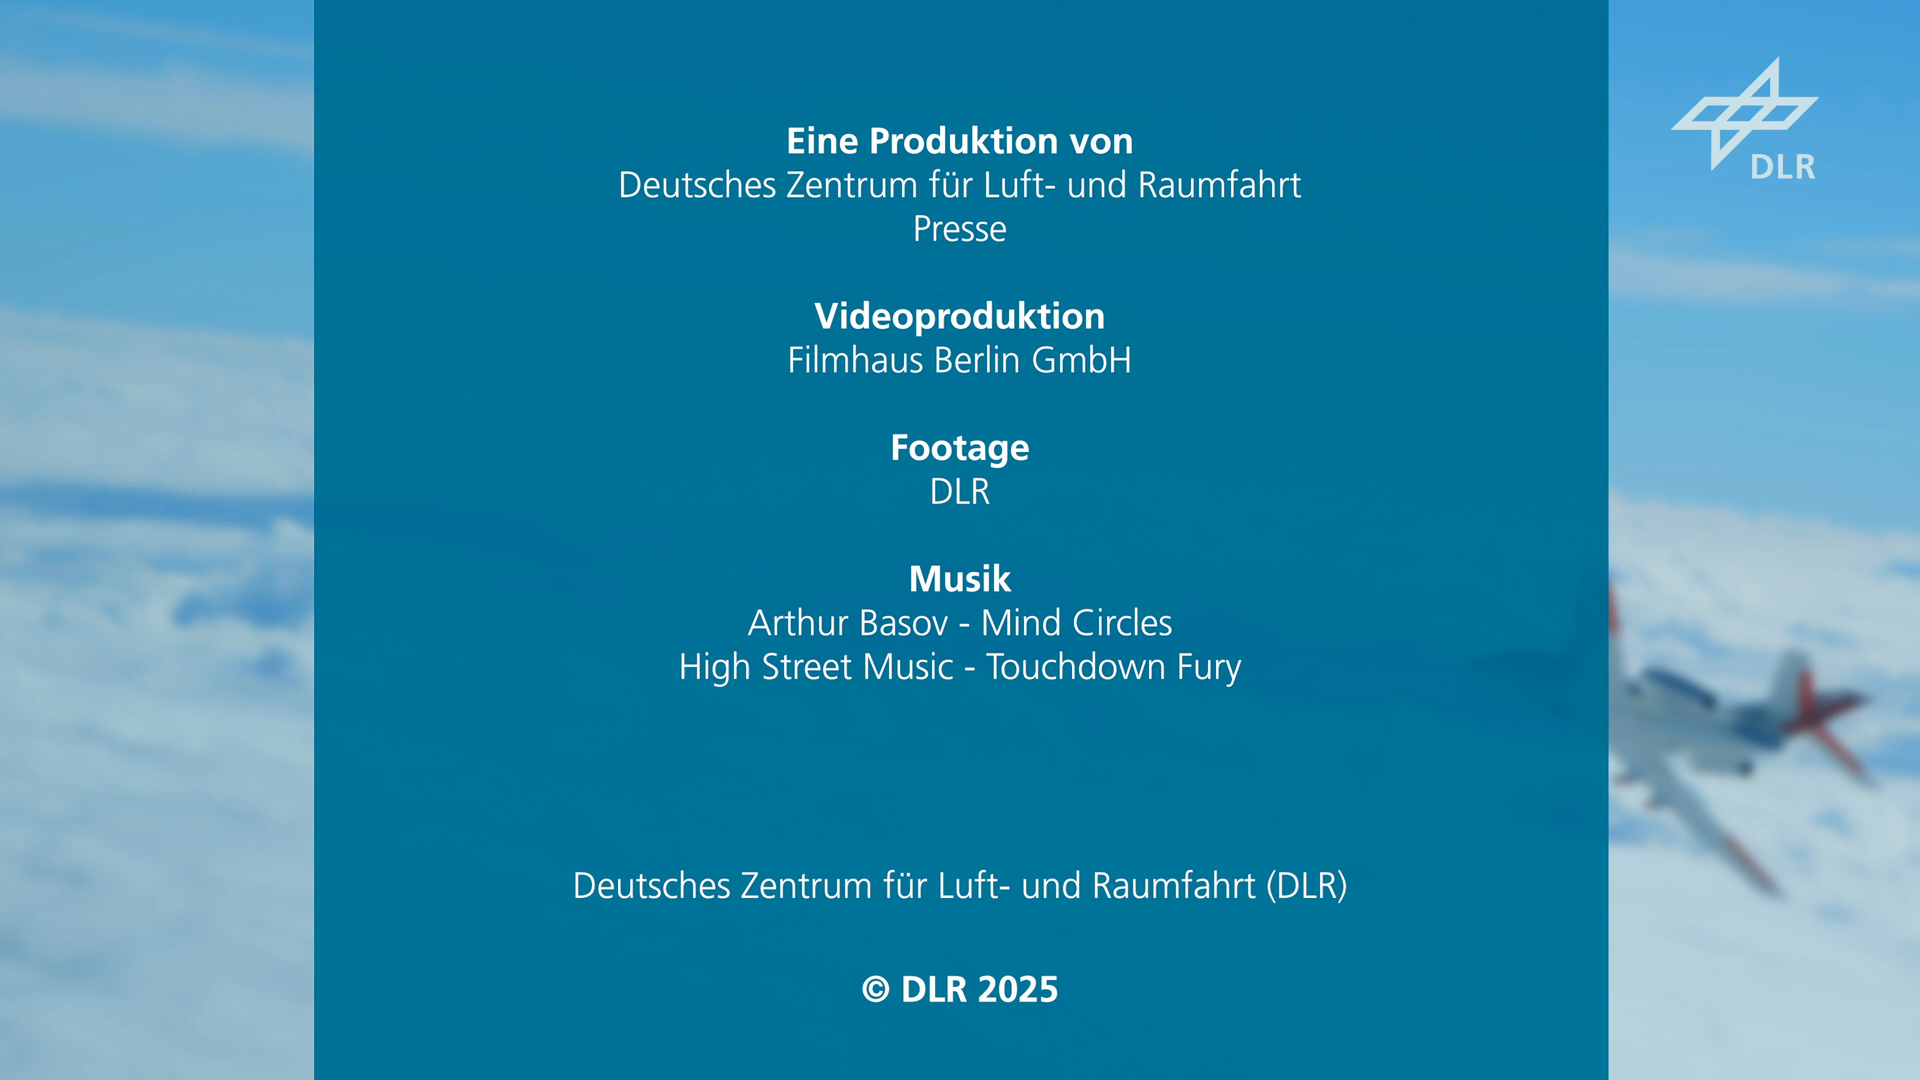 Eine Produktion von
Deutsches Zentrum für Luft- und Raumfahrt
Presse
Videoproduktion
Filmhaus Berlin GmbH
Footage
DLR
Musik
Arthur Basov - Mind Circles
High Street Music - Touchdown Fury
Deutsches Zentrum für Luft- und Raumfahrt (DLR)
© DLR 2025
DLR